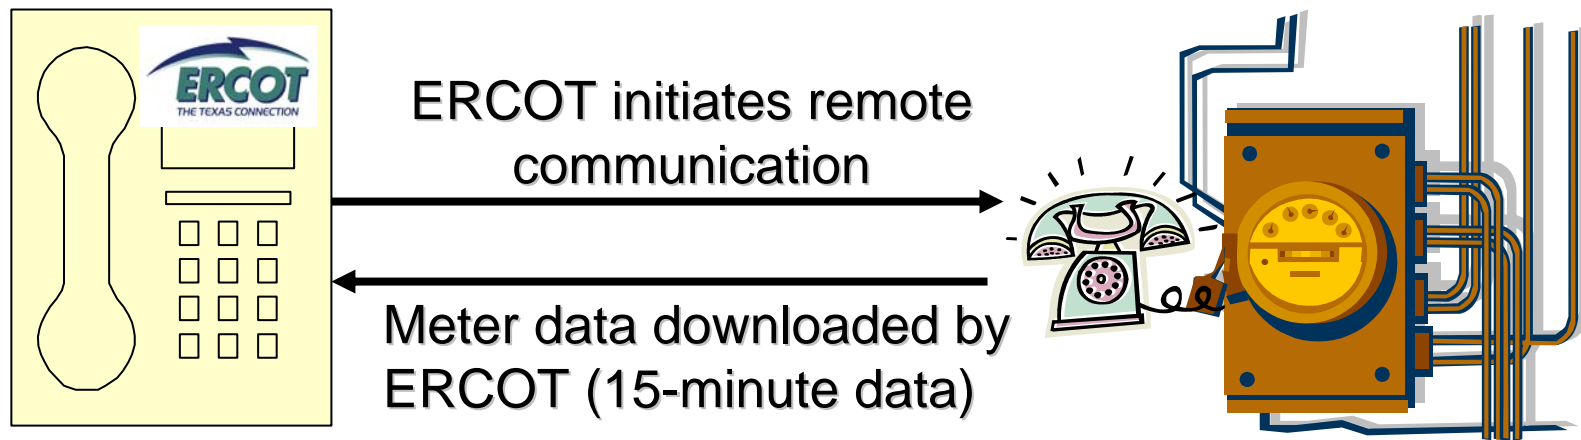 ERCOT
THE TEXAS CONNECTION
ERCOT initiates remote
communication
Meter data downloaded by
ERCOT (15-minute data)